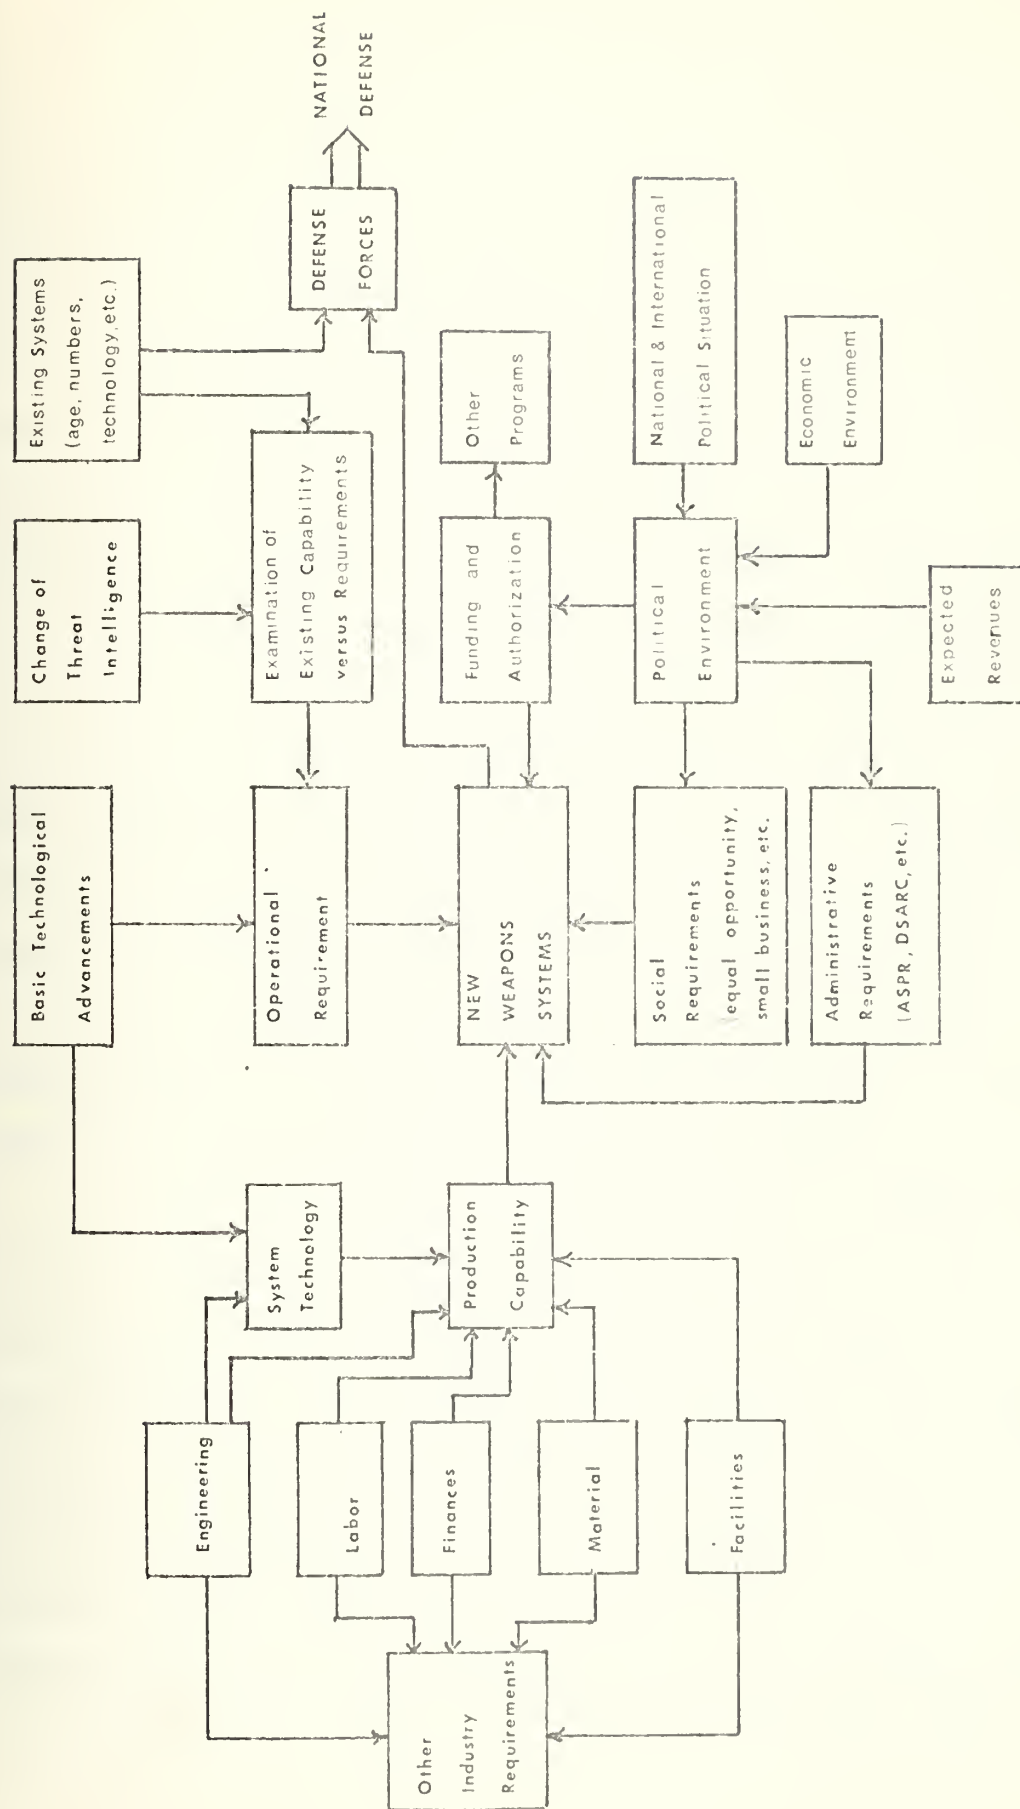 Basic Technological
Advancements
Change of
Threat
Intelligence
Existing Systems
(age, numbers,
technology, etc.)
Engineering
System
Technology
Operational
Requirement
Examination of
Existing Capability
versus Requirements
DEFENSE
FORCES
NATIONAL
DEFENSE
Labor
Finances
Other
Industry
Requirements
Production
Capability
NEW
WEAPONS
SYSTEMS
Funding and
Authorization
Other
Programs
Material
Social
Requirements
(equal opportunity,
small business, etc.
Political
Environment
National & International
Political Situation
Facilities
Administrative
Requirements
(ASPR, DSARC, etc.)
Economic
Environment
Expected
Revenues